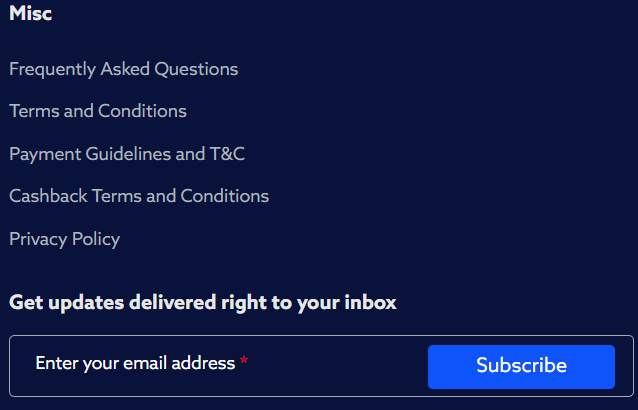 Misc
Frequently Asked Questions
Terms and Conditions
Payment Guidelines and T&C
Cashback Terms and Conditions
Privacy Policy
Get updates delivered right to your inbox
Enter your email address * Subscribe